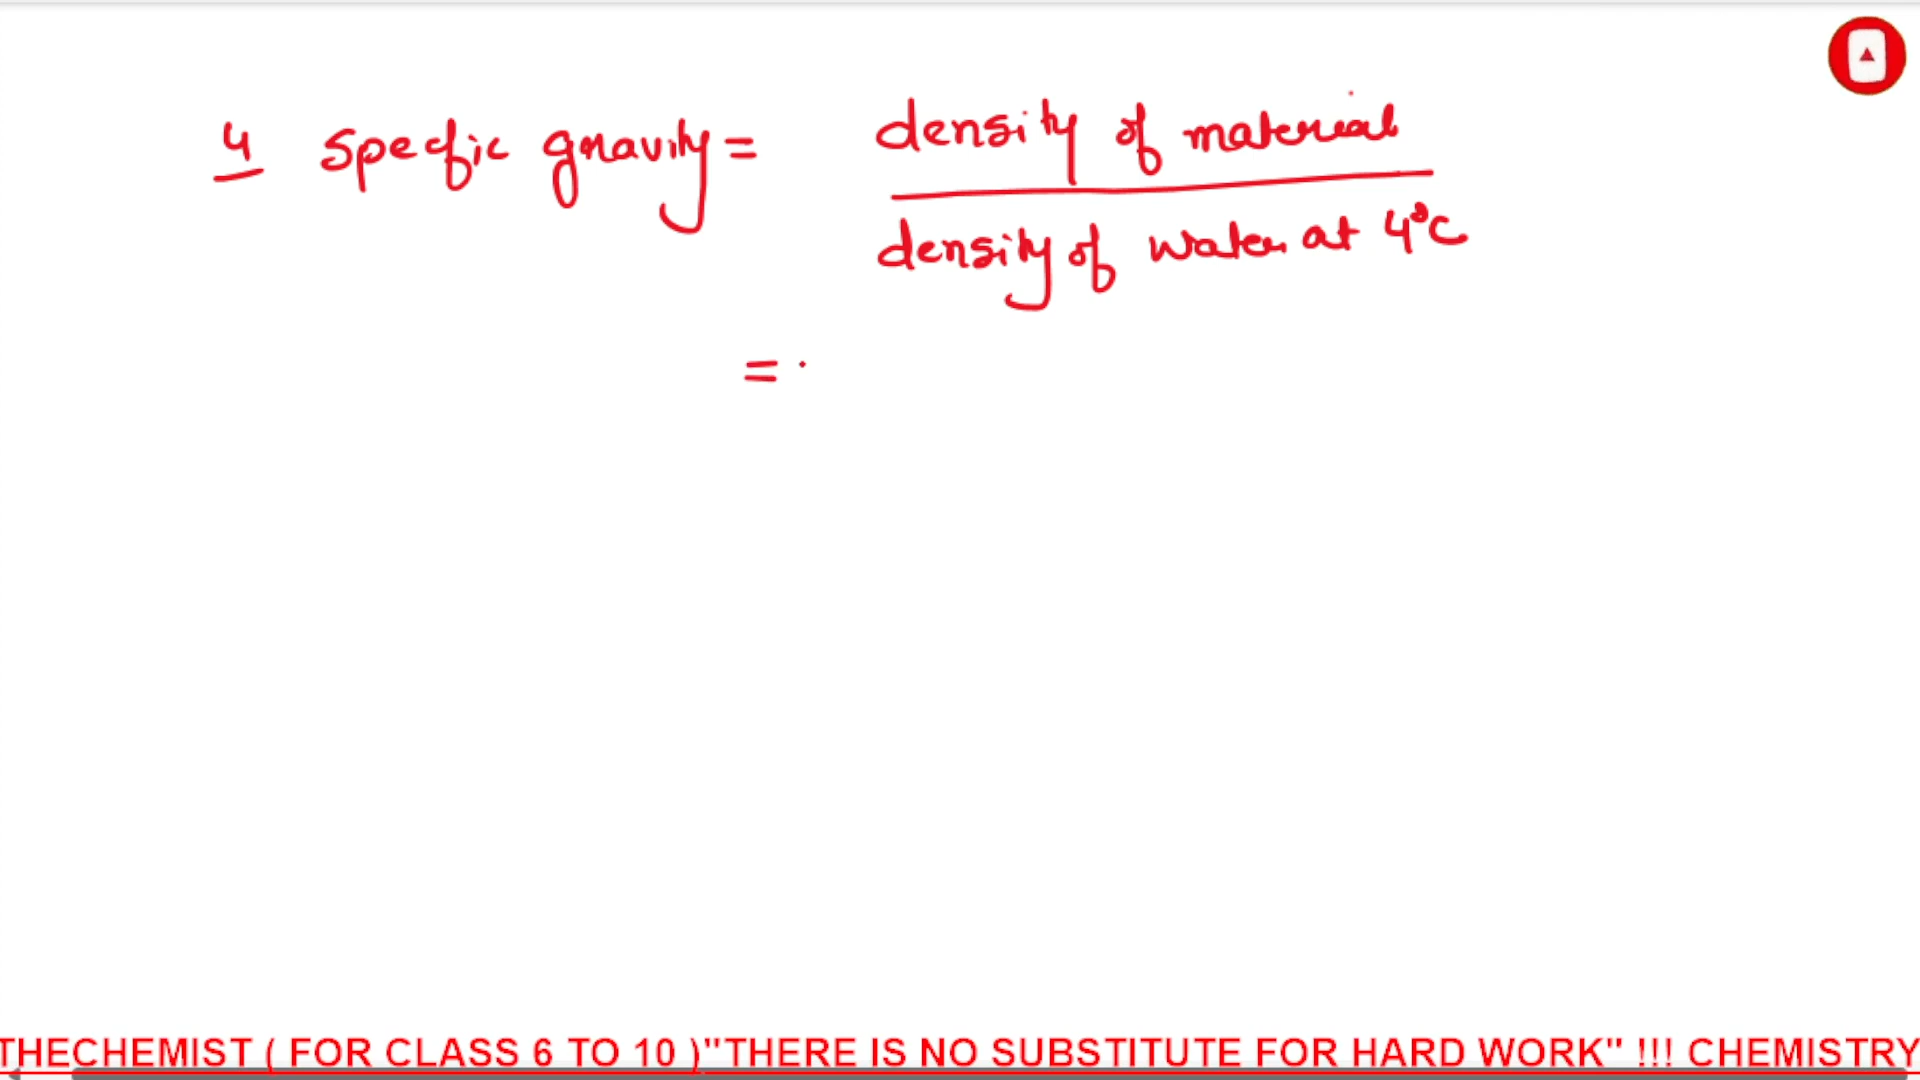 4 specfic gravity = density of material
density of water at 4°C
= .
THECHEMIST ( FOR CLASS 6 TO 10 )"THERE IS NO SUBSTITUTE FOR HARD WORK" !!! CHEMISTRY